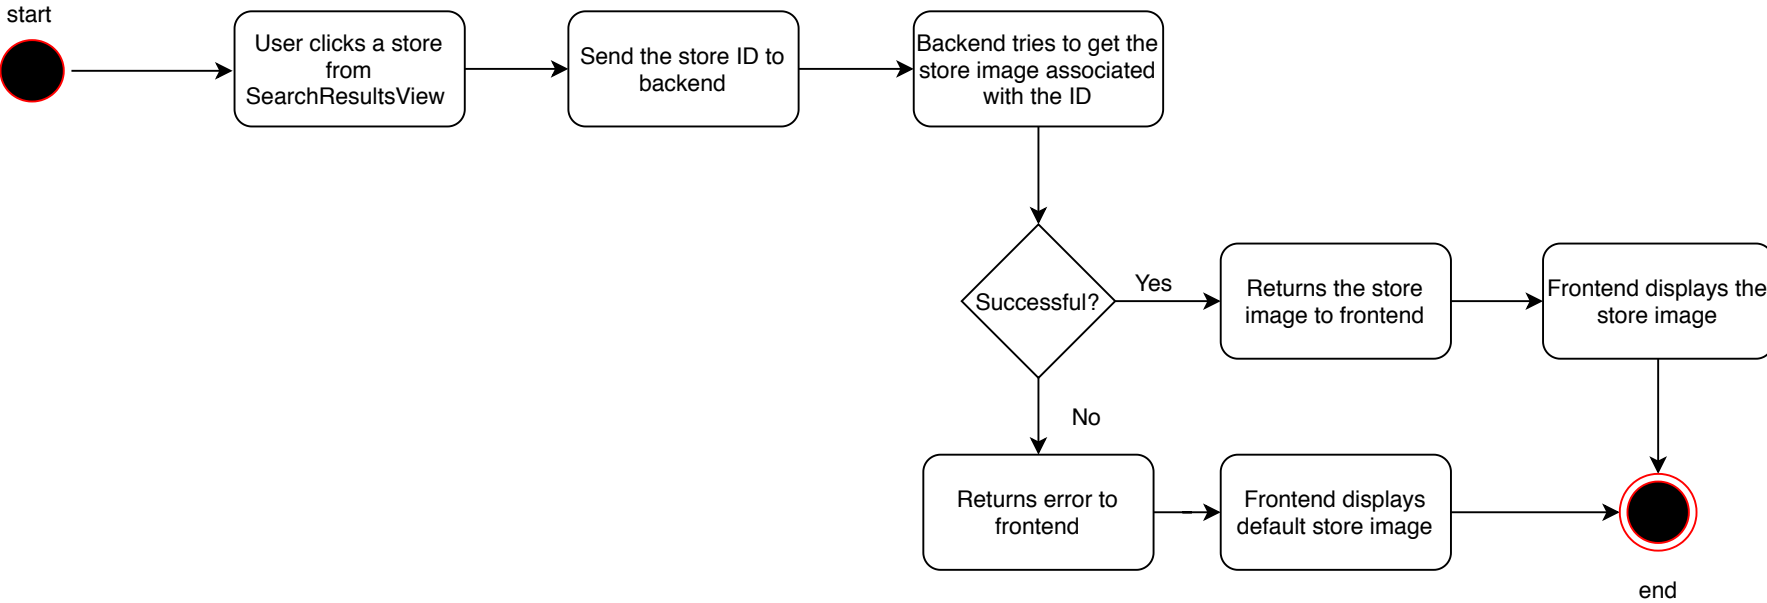 start
User clicks a store
from
SearchResultsView
Send the store ID to
backend
Backend tries to get the
store image associated
with the ID
Successful?
Yes
Returns the store
image to frontend
Frontend displays the
store image
No
Returns error to
frontend
Frontend displays
default store image
end